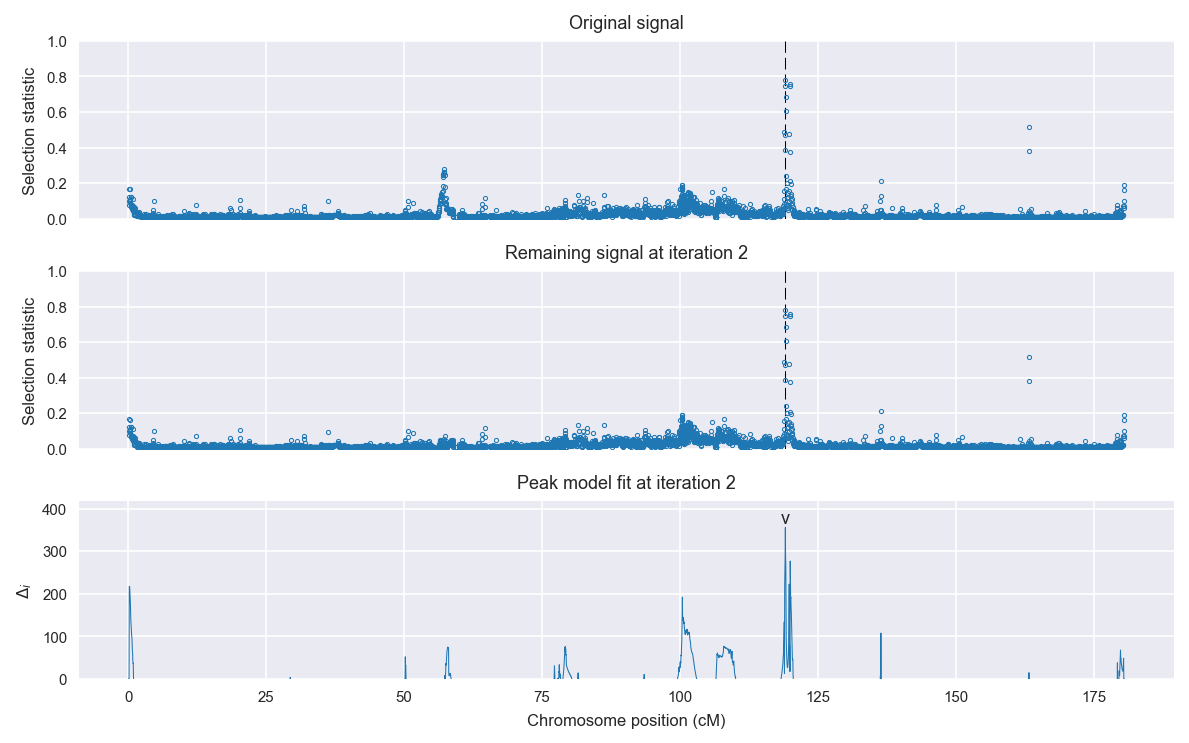 Original signal
1.0
0.8
0.6
0.4
0.2
0.0
Selection statistic
Remaining signal at iteration 2
1.0
0.8
0.6
0.4
0.2
0.0
Selection statistic
Peak model fit at iteration 2
400
300
200
100
0
Δi
v
0 25 50 75 100 125 150 175
Chromosome position (cM)